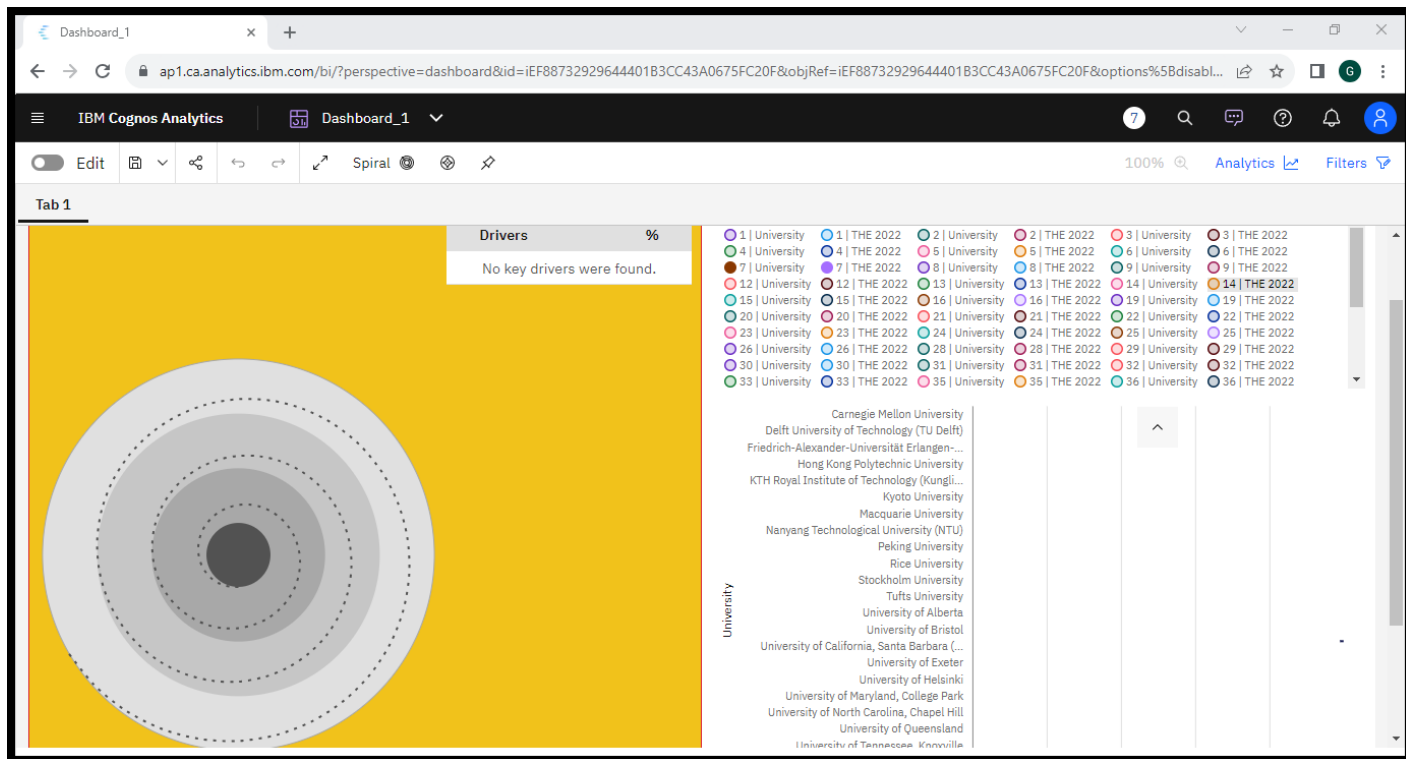 Dashboard_1
ap1.ca.analytics.ibm.com/bi/?perspective=dashboard&id=iEF88732929644401B3CC43A0675FC20F&objRef=iEF88732929644401B3CC43A0675FC20F&options%5Bdisabl... G
IBM Cognos Analytics Dashboard_1 7
Edit Spiral 100% Analytics Filters
Tab 1
Drivers %
No key drivers were found.
1 | University 1 | THE 2022 2 | University 2 | THE 2022 3 | University 3 | THE 2022
4 | University 4 | THE 2022 5 | University 5 | THE 2022 6 | University 6 | THE 2022
7 | University 7 | THE 2022 8 | University 8 | THE 2022 9 | University 9 | THE 2022
12 | University 12 | THE 2022 13 | University 13 | THE 2022 14 | University 14 | THE 2022
15 | University 15 | THE 2022 16 | University 16 | THE 2022 19 | University 19 | THE 2022
20 | University 20 | THE 2022 21 | University 21 | THE 2022 22 | University 22 | THE 2022
23 | University 23 | THE 2022 24 | University 24 | THE 2022 25 | University 25 | THE 2022
26 | University 26 | THE 2022 28 | University 28 | THE 2022 29 | University 29 | THE 2022
30 | University 30 | THE 2022 31 | University 31 | THE 2022 32 | University 32 | THE 2022
33 | University 33 | THE 2022 35 | University 35 | THE 2022 36 | University 36 | THE 2022
University
Carnegie Mellon University
Delft University of Technology (TU Delft)
Friedrich-Alexander-Universität Erlangen-...
Hong Kong Polytechnic University
KTH Royal Institute of Technology (Kungli...
Kyoto University
Macquarie University
Nanyang Technological University (NTU)
Peking University
Rice University
Stockholm University
Tufts University
University of Alberta
University of Bristol
University of California, Santa Barbara (...
University of Exeter
University of Helsinki
University of Maryland, College Park
University of North Carolina, Chapel Hill
University of Queensland
University of Tennessee, Knoxville